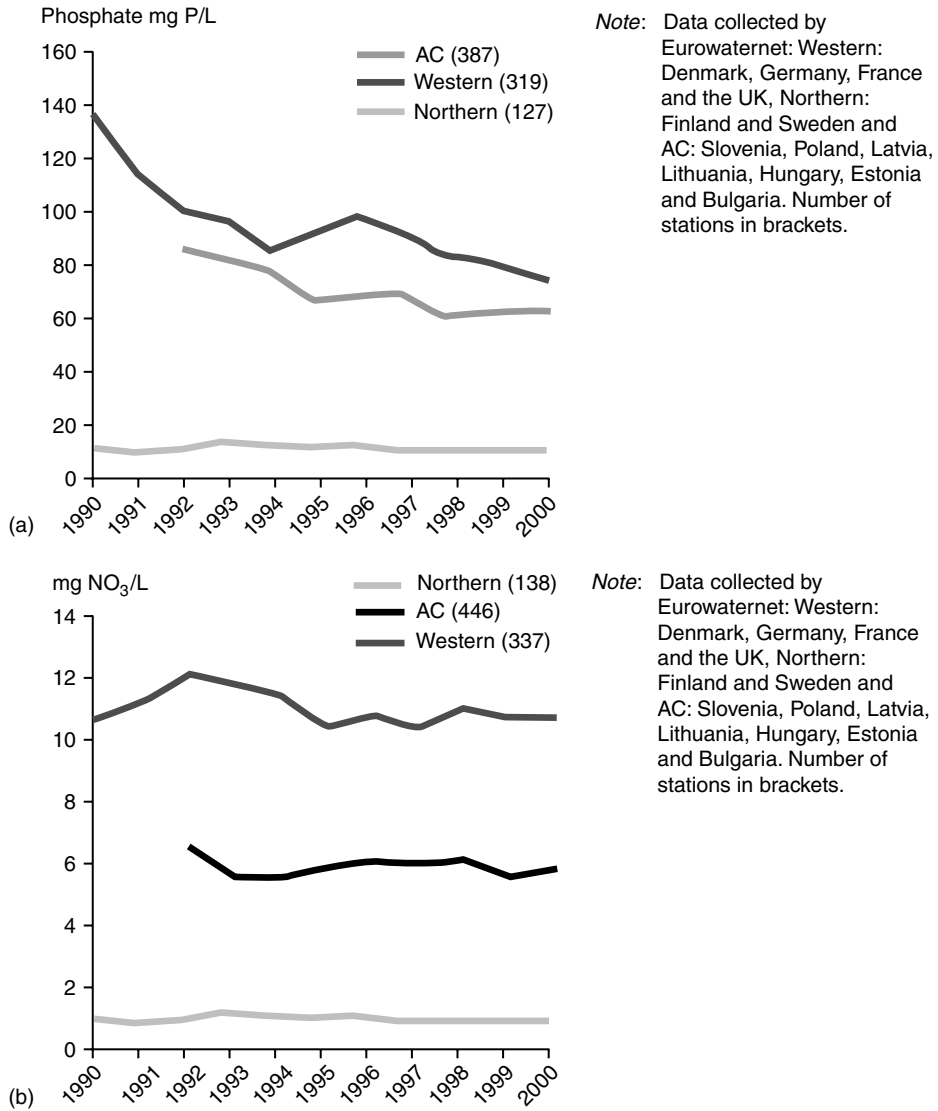 Phosphate mg P/L
160
140
120
100
80
60
40
20
0
AC (387)
Western (319)
Northern (127)
1990
1991
1992
1993
1994
1995
1996
1997
1998
1999
2000
(a)
Note: Data collected by
Eurowaternet: Western:
Denmark, Germany, France
and the UK, Northern:
Finland and Sweden and
AC: Slovenia, Poland, Latvia,
Lithuania, Hungary, Estonia
and Bulgaria. Number of
stations in brackets.
mg NO₃/L
14
12
10
8
6
4
2
0
Northern (138)
AC (446)
Western (337)
1990
1991
1992
1993
1994
1995
1996
1997
1998
1999
2000
(b)
Note: Data collected by
Eurowaternet: Western:
Denmark, Germany, France
and the UK, Northern:
Finland and Sweden and
AC: Slovenia, Poland, Latvia,
Lithuania, Hungary, Estonia
and Bulgaria. Number of
stations in brackets.